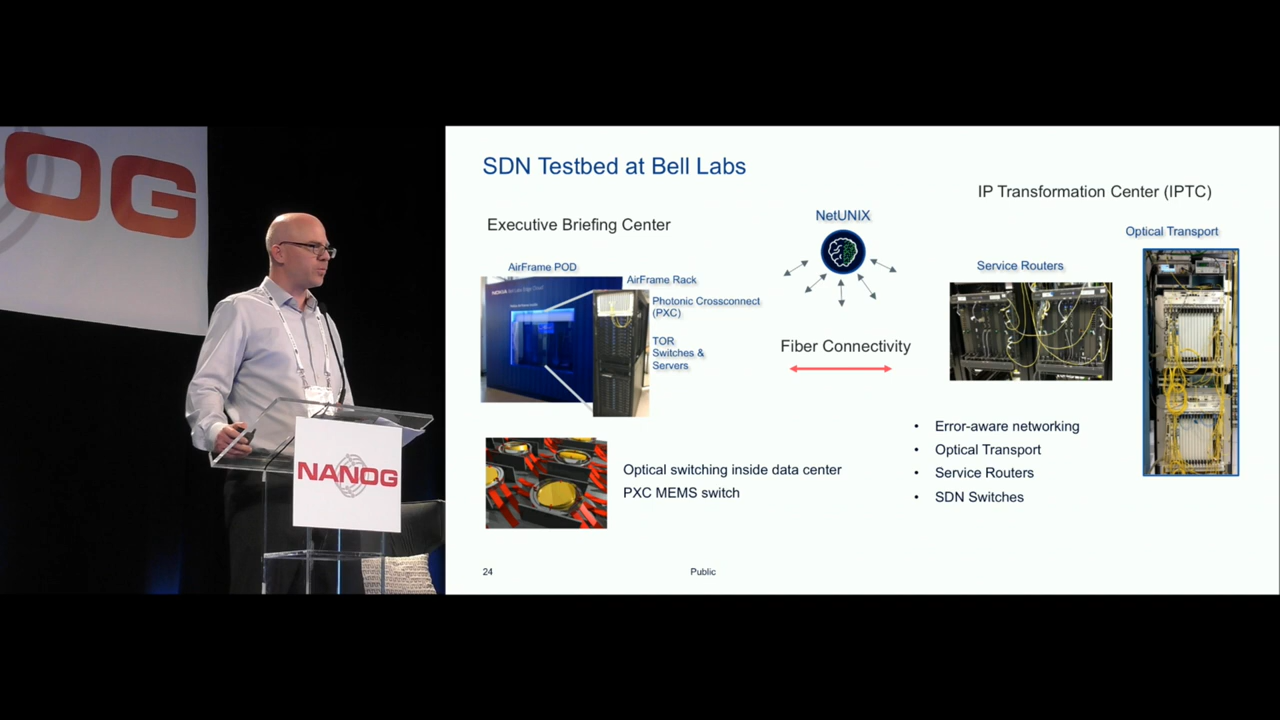 OG
NANOG
SDN Testbed at Bell Labs
Executive Briefing Center
AirFrame POD
AirFrame Rack
Photonic Crossconnect
(PXC)
TOR
Switches &
Servers
NOKIA
Optical switching inside data center
PXC MEMS switch
NetUNIX
Fiber Connectivity
IP Transformation Center (IPTC)
Optical Transport
Service Routers
• Error-aware networking
• Optical Transport
• Service Routers
• SDN Switches
24
Public